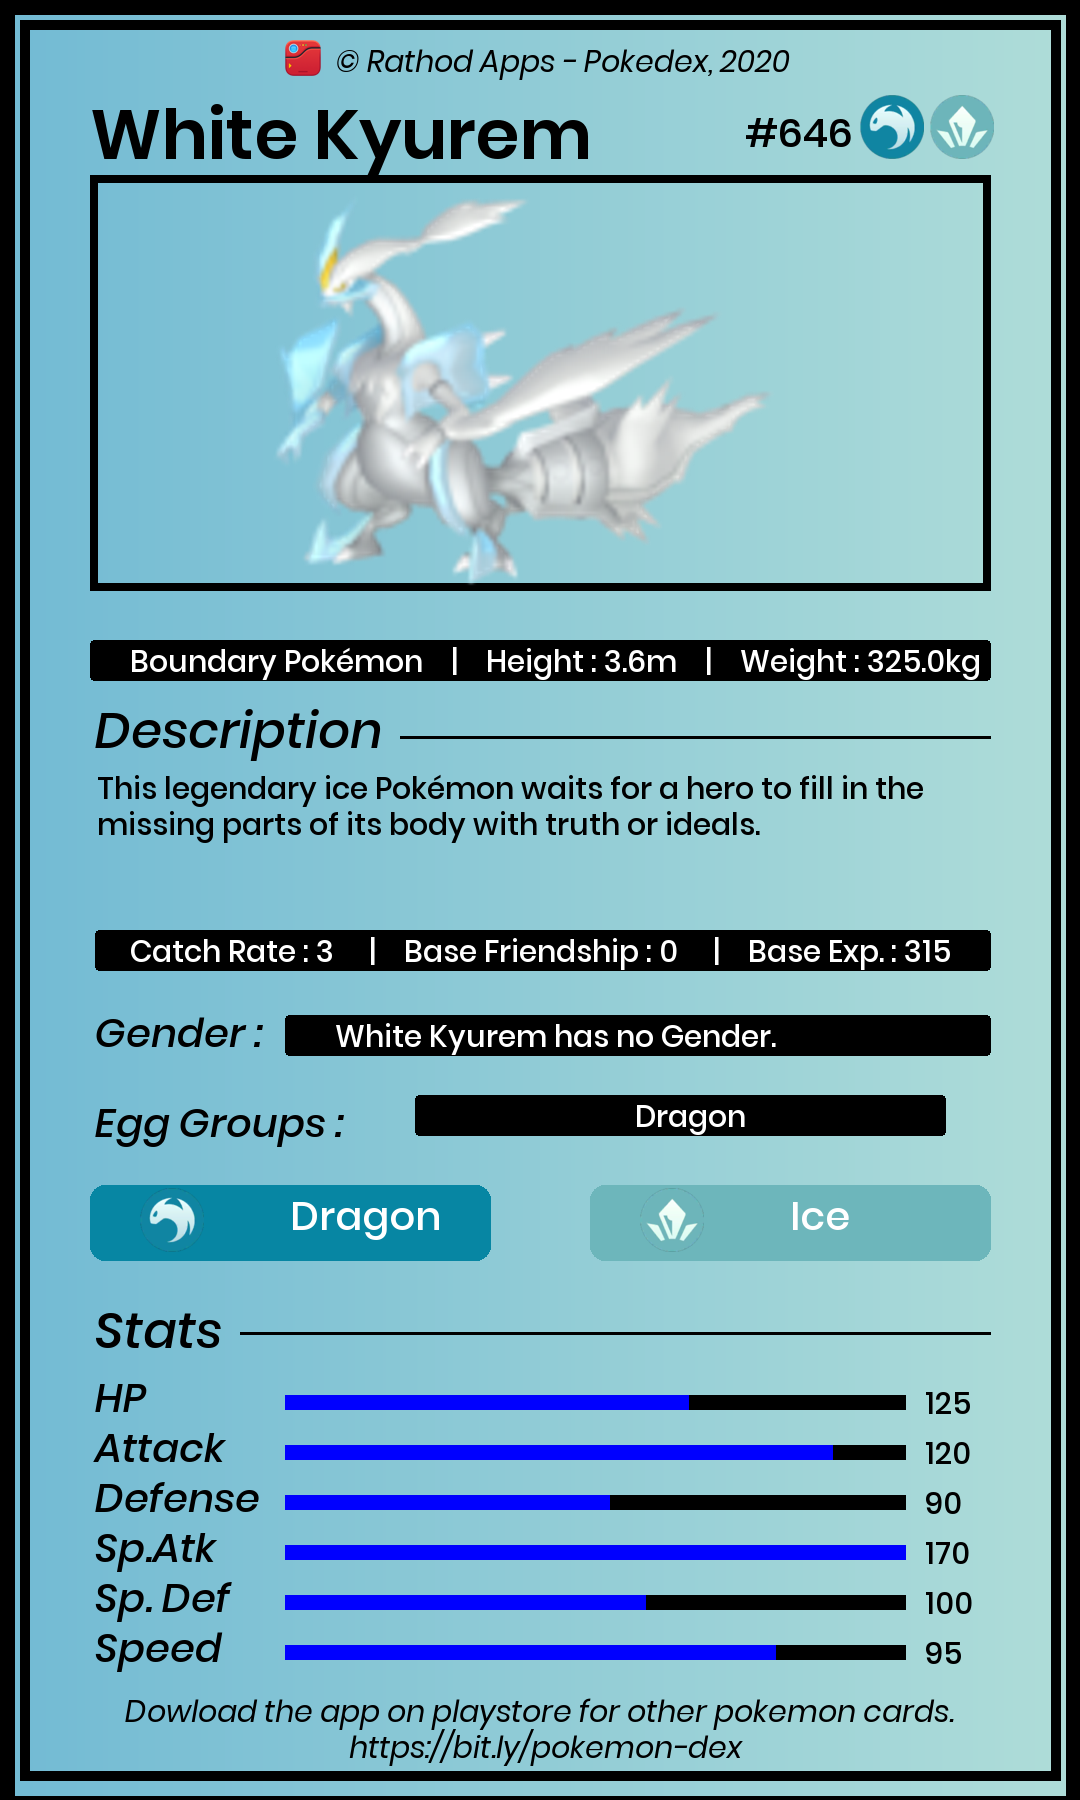 © Rathod Apps - Pokedex, 2020
White Kyurem #646
Boundary Pokémon | Height : 3.6m | Weight : 325.0kg
Description
This legendary ice Pokémon waits for a hero to fill in the
missing parts of its body with truth or ideals.
Catch Rate : 3 | Base Friendship : 0 | Base Exp. : 315
Gender : White Kyurem has no Gender.
Egg Groups : Dragon
Dragon Ice
Stats
HP 125
Attack 120
Defense 90
Sp.Atk 170
Sp. Def 100
Speed 95
Dowload the app on playstore for other pokemon cards.
https://bit.ly/pokemon-dex